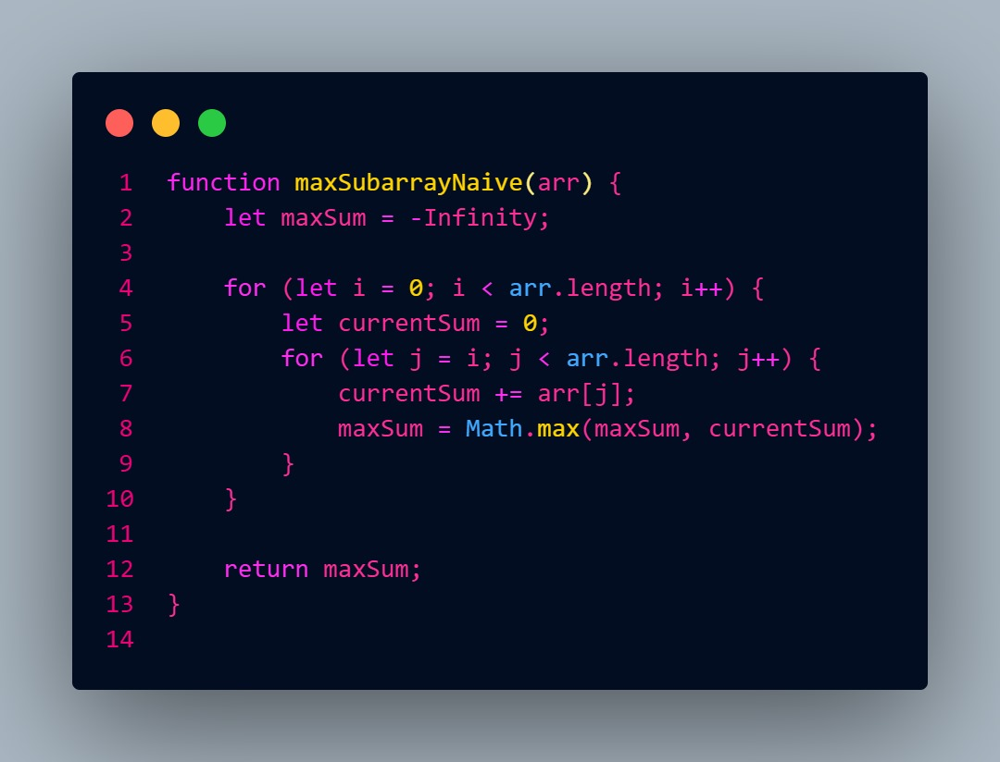 1 function maxSubarrayNaive(arr) {
2     let maxSum = -Infinity;
3
4     for (let i = 0; i < arr.length; i++) {
5         let currentSum = 0;
6         for (let j = i; j < arr.length; j++) {
7             currentSum += arr[j];
8             maxSum = Math.max(maxSum, currentSum);
9         }
10     }
11
12     return maxSum;
13 }
14